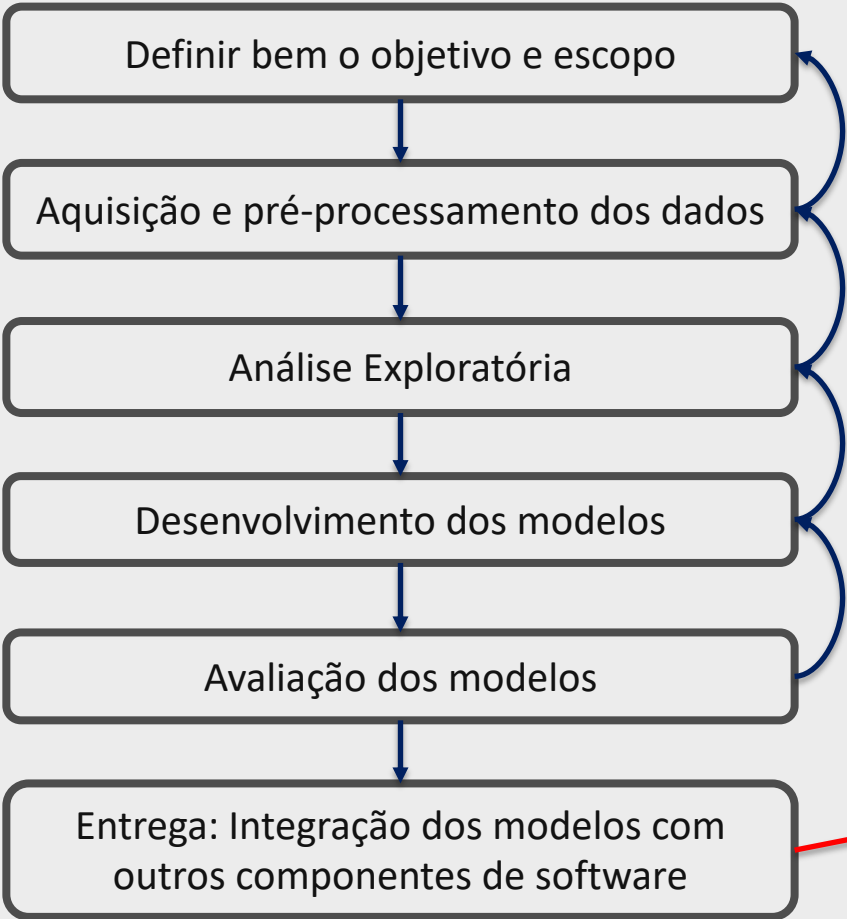 Definir bem o objetivo e escopo
Aquisição e pré-processamento dos dados
Análise Exploratória
Desenvolvimento dos modelos
Avaliação dos modelos
Entrega: Integração dos modelos com
outros componentes de software